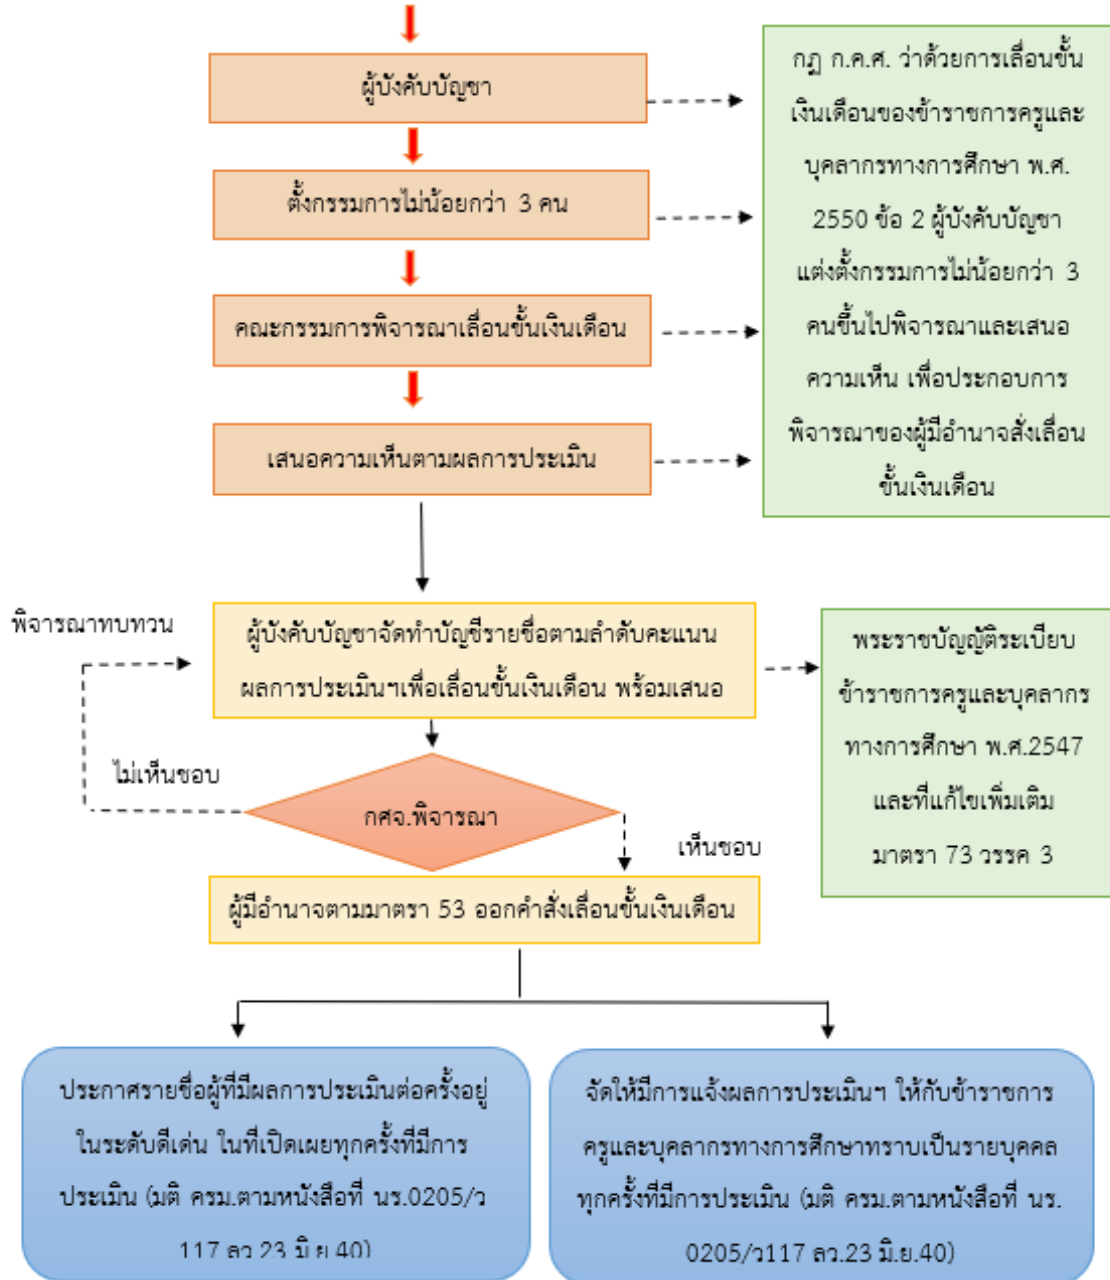 ผู้บังคับบัญชา
ตั้งกรรมการไม่น้อยกว่า 3 คน
คณะกรรมการพิจารณาเลื่อนขั้นเงินเดือน
เสนอความเห็นตามผลการประเมิน
กฎ ก.ค.ศ. ว่าด้วยการเลื่อนขั้น
เงินเดือนของข้าราชการครูและ
บุคลากรทางการศึกษา พ.ศ.
2550 ข้อ 2 ผู้บังคับบัญชา
แต่งตั้งกรรมการไม่น้อยกว่า 3
คนขึ้นไปพิจารณาและเสนอ
ความเห็น เพื่อประกอบการ
พิจารณาของผู้มีอำนาจสั่งเลื่อน
ขั้นเงินเดือน
พิจารณาทบทวน
ผู้บังคับบัญชาจัดทำบัญชีรายชื่อตามลำดับคะแนน
ผลการประเมินฯเพื่อเลื่อนขั้นเงินเดือน พร้อมเสนอ
พระราชบัญญัติระเบียบ
ข้าราชการครูและบุคลากร
ทางการศึกษา พ.ศ.2547
และที่แก้ไขเพิ่มเติม
มาตรา 73 วรรค 3
ไม่เห็นชอบ
กศจ.พิจารณา
เห็นชอบ
ผู้มีอำนาจตามมาตรา 53 ออกคำสั่งเลื่อนขั้นเงินเดือน
ประกาศรายชื่อผู้ที่มีผลการประเมินต่อครั้งอยู่
ในระดับดีเด่น ในที่เปิดเผยทุกครั้งที่มีการ
ประเมิน (มติ ครม.ตามหนังสือที่ นร.0205/ว
117 ลว 23 มิ.ย 40)
จัดให้มีการแจ้งผลการประเมินฯ ให้กับข้าราชการ
ครูและบุคลากรทางการศึกษาทราบเป็นรายบุคคล
ทุกครั้งที่มีการประเมิน (มติ ครม.ตามหนังสือที่ นร.
0205/ว117 ลว.23 มิ.ย.40)